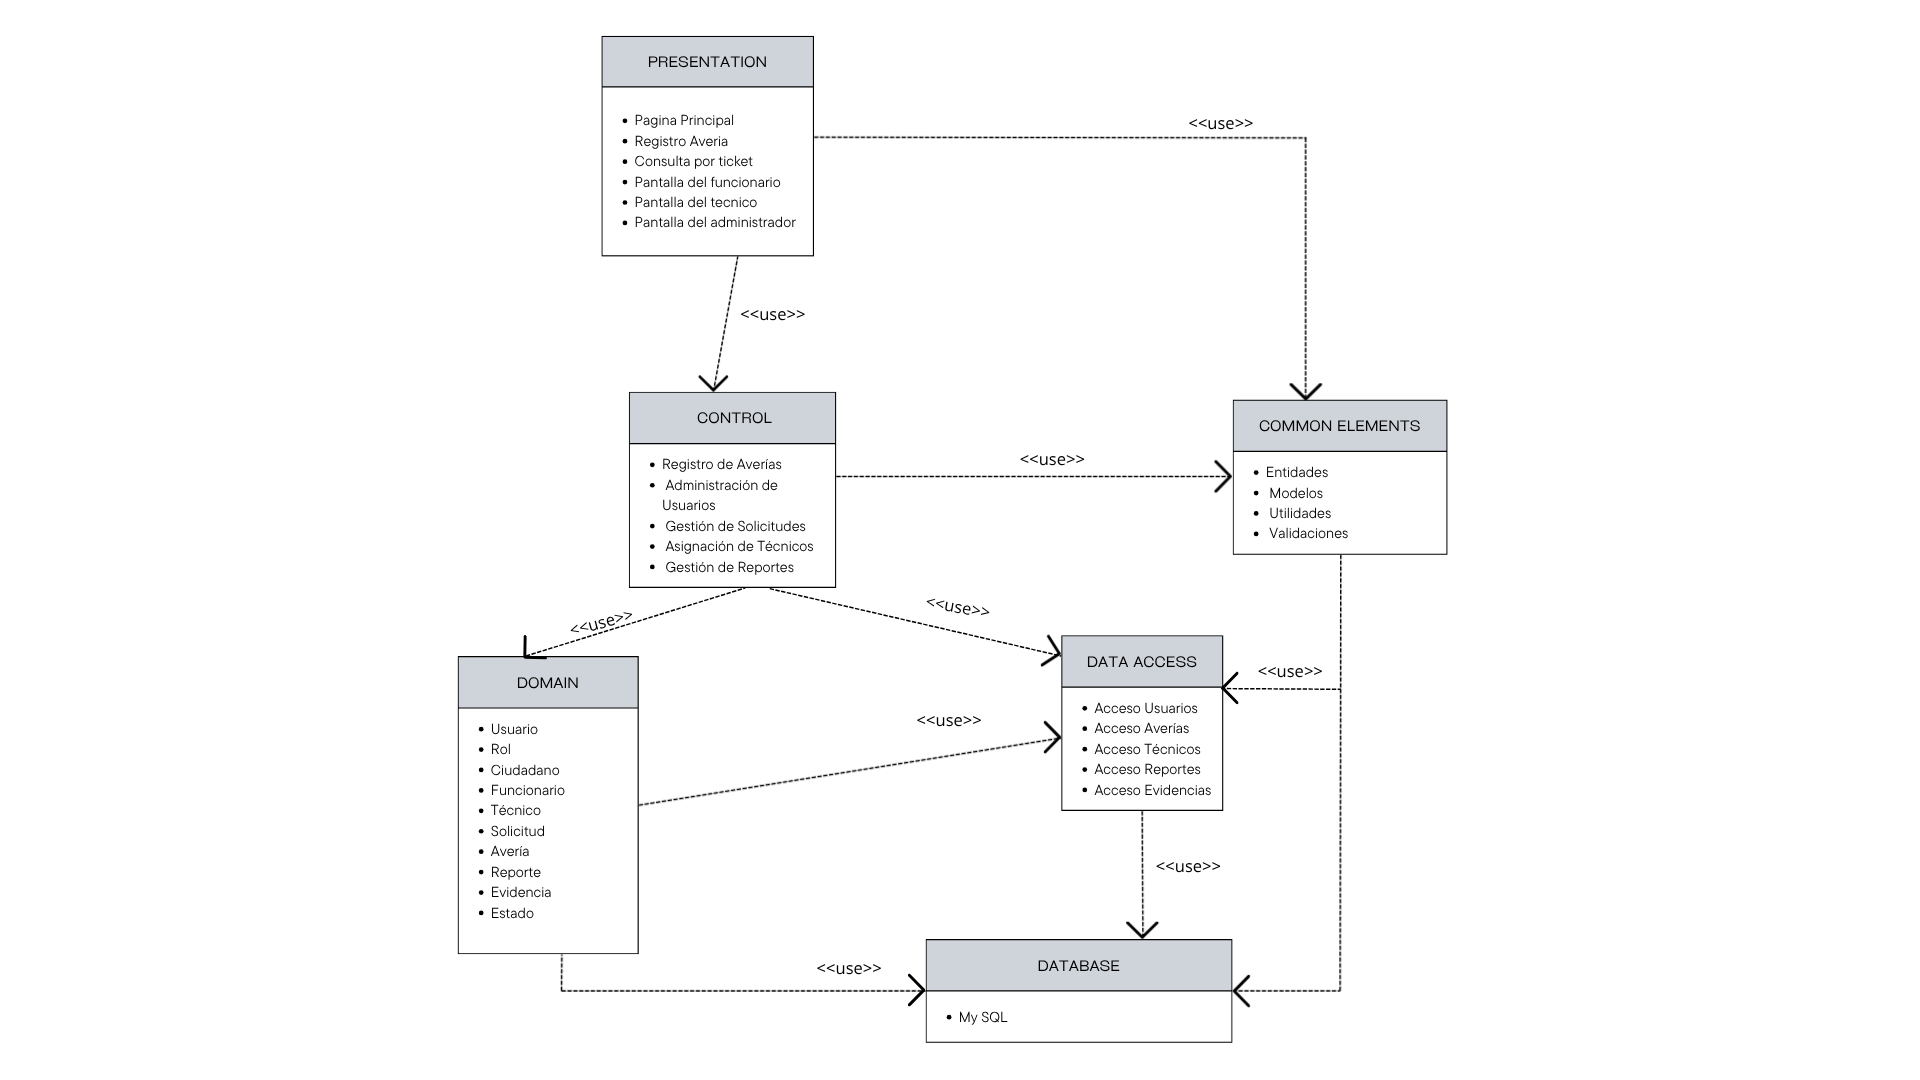 PRESENTATION
• Pagina Principal
• Registro Averia
• Consulta por ticket
• Pantalla del funcionario
• Pantalla del tecnico
• Pantalla del administrador
<<use>>
<<use>>
CONTROL
• Registro de Averías
• Administración de
Usuarios
• Gestión de Solicitudes
• Asignación de Técnicos
• Gestión de Reportes
<<use>>
COMMON ELEMENTS
• Entidades
• Modelos
• Utilidades
• Validaciones
<<use>>
<<use>>
DOMAIN
• Usuario
• Rol
• Ciudadano
• Funcionario
• Técnico
• Solicitud
• Avería
• Reporte
• Evidencia
• Estado
<<use>>
DATA ACCESS
• Acceso Usuarios
• Acceso Averías
• Acceso Técnicos
• Acceso Reportes
• Acceso Evidencias
<<use>>
<<use>>
<<use>>
DATABASE
• My SQL